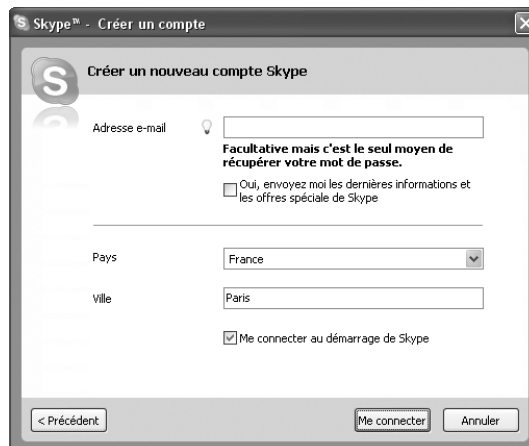 Skype™ - Créer un compte
Créer un nouveau compte Skype
Adresse e-mail
Facultative mais c'est le seul moyen de
récupérer votre mot de passe.
Oui, envoyez moi les dernières informations et
les offres spéciale de Skype
Pays
France
Ville
Paris
Me connecter au démarrage de Skype
< Précédent
Me connecter
Annuler